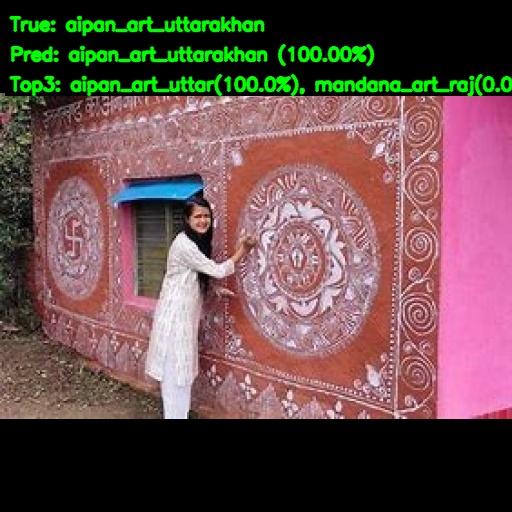 True: aipan_art_uttarakhan
Pred: aipan_art_uttarakhan (100.00%)
Top3: aipan_art_uttar(100.0%), mandana_art_raj(0.0